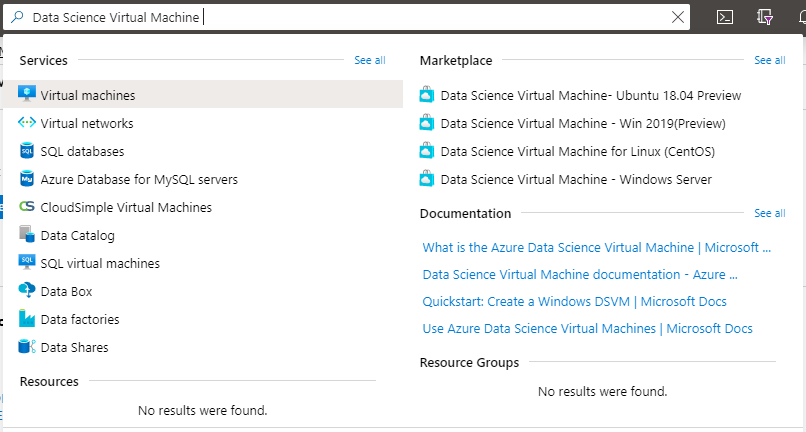 Data Science Virtual Machine
Services
See all
Virtual machines
Virtual networks
SQL databases
Azure Database for MySQL servers
CloudSimple Virtual Machines
Data Catalog
SQL virtual machines
Data Box
Data factories
Data Shares
Resources
No results were found.
Marketplace
See all
Data Science Virtual Machine- Ubuntu 18.04 Preview
Data Science Virtual Machine - Win 2019(Preview)
Data Science Virtual Machine for Linux (CentOS)
Data Science Virtual Machine - Windows Server
Documentation
See all
What is the Azure Data Science Virtual Machine | Microsoft ...
Data Science Virtual Machine documentation - Azure ...
Quickstart: Create a Windows DSVM | Microsoft Docs
Use Azure Data Science Virtual Machines | Microsoft Docs
Resource Groups
No results were found.